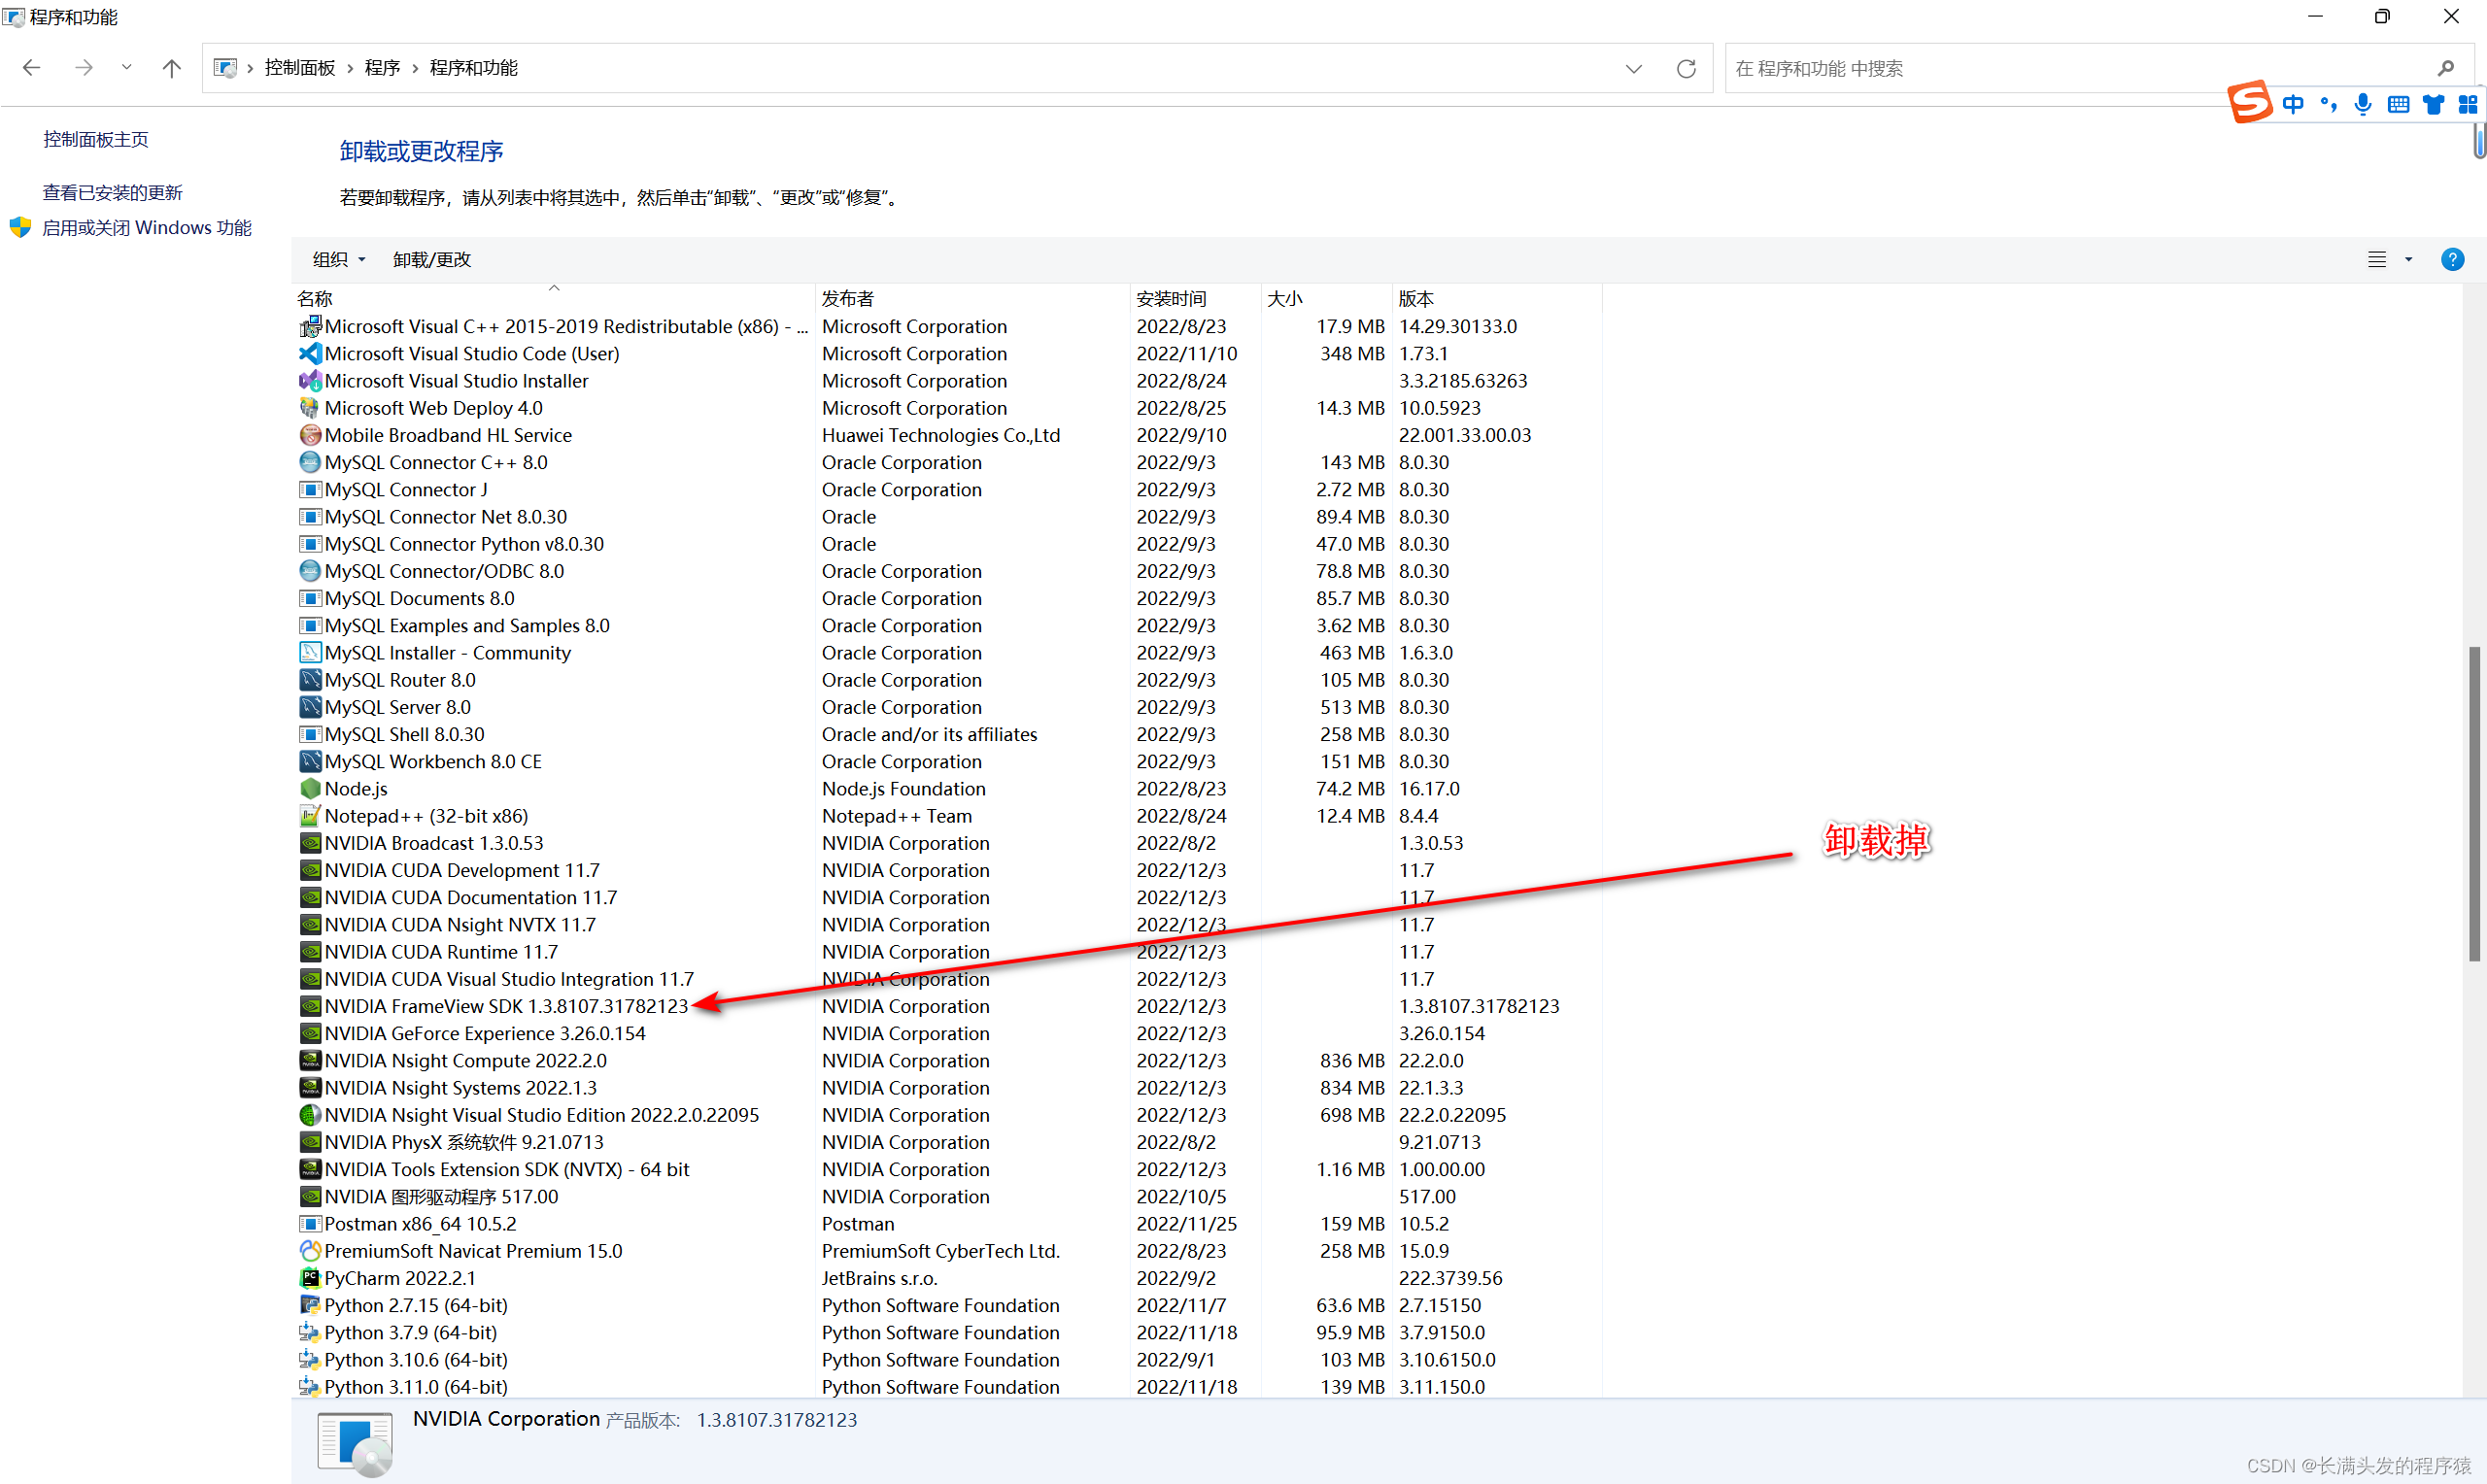 程序和功能
控制面板 › 程序 › 程序和功能
在 程序和功能 中搜索
中
控制面板主页
查看已安装的更新
启用或关闭 Windows 功能
卸载或更改程序
若要卸载程序，请从列表中将其选中，然后单击“卸载”、“更改”或“修复”。
组织 卸载/更改
名称 发布者 安装时间 大小 版本
Microsoft Visual C++ 2015-2019 Redistributable (x86) - ... Microsoft Corporation 2022/8/23 17.9 MB 14.29.30133.0
Microsoft Visual Studio Code (User) Microsoft Corporation 2022/11/10 348 MB 1.73.1
Microsoft Visual Studio Installer Microsoft Corporation 2022/8/24 3.3.2185.63263
Microsoft Web Deploy 4.0 Microsoft Corporation 2022/8/25 14.3 MB 10.0.5923
Mobile Broadband HL Service Huawei Technologies Co.,Ltd 2022/9/10 22.001.33.00.03
MySQL Connector C++ 8.0 Oracle Corporation 2022/9/3 143 MB 8.0.30
MySQL Connector J Oracle Corporation 2022/9/3 2.72 MB 8.0.30
MySQL Connector Net 8.0.30 Oracle 2022/9/3 89.4 MB 8.0.30
MySQL Connector Python v8.0.30 Oracle 2022/9/3 47.0 MB 8.0.30
MySQL Connector/ODBC 8.0 Oracle Corporation 2022/9/3 78.8 MB 8.0.30
MySQL Documents 8.0 Oracle Corporation 2022/9/3 85.7 MB 8.0.30
MySQL Examples and Samples 8.0 Oracle Corporation 2022/9/3 3.62 MB 8.0.30
MySQL Installer - Community Oracle Corporation 2022/9/3 463 MB 1.6.3.0
MySQL Router 8.0 Oracle Corporation 2022/9/3 105 MB 8.0.30
MySQL Server 8.0 Oracle Corporation 2022/9/3 513 MB 8.0.30
MySQL Shell 8.0.30 Oracle and/or its affiliates 2022/9/3 258 MB 8.0.30
MySQL Workbench 8.0 CE Oracle Corporation 2022/9/3 151 MB 8.0.30
Node.js Node.js Foundation 2022/8/23 74.2 MB 16.17.0
Notepad++ (32-bit x86) Notepad++ Team 2022/8/24 12.4 MB 8.4.4
NVIDIA Broadcast 1.3.0.53 NVIDIA Corporation 2022/8/2 1.3.0.53
卸载掉
NVIDIA CUDA Development 11.7 NVIDIA Corporation 2022/12/3 11.7
NVIDIA CUDA Documentation 11.7 NVIDIA Corporation 2022/12/3 11.7
NVIDIA CUDA Nsight NVTX 11.7 NVIDIA Corporation 2022/12/3 11.7
NVIDIA CUDA Runtime 11.7 NVIDIA Corporation 2022/12/3 11.7
NVIDIA CUDA Visual Studio Integration 11.7 NVIDIA Corporation 2022/12/3 11.7
NVIDIA FrameView SDK 1.3.8107.31782123 NVIDIA Corporation 2022/12/3 1.3.8107.31782123
NVIDIA GeForce Experience 3.26.0.154 NVIDIA Corporation 2022/12/3 3.26.0.154
NVIDIA Nsight Compute 2022.2.0 NVIDIA Corporation 2022/12/3 836 MB 22.2.0.0
NVIDIA Nsight Systems 2022.1.3 NVIDIA Corporation 2022/12/3 834 MB 22.1.3.3
NVIDIA Nsight Visual Studio Edition 2022.2.0.22095 NVIDIA Corporation 2022/12/3 698 MB 22.2.0.22095
NVIDIA PhysX 系统软件 9.21.0713 NVIDIA Corporation 2022/8/2 9.21.0713
NVIDIA Tools Extension SDK (NVTX) - 64 bit NVIDIA Corporation 2022/12/3 1.16 MB 1.00.00.00
NVIDIA 图形驱动程序 517.00 NVIDIA Corporation 2022/10/5 517.00
Postman x86_64 10.5.2 Postman 2022/11/25 159 MB 10.5.2
PremiumSoft Navicat Premium 15.0 PremiumSoft CyberTech Ltd. 2022/8/23 258 MB 15.0.9
PyCharm 2022.2.1 JetBrains s.r.o. 2022/9/2 222.3739.56
Python 2.7.15 (64-bit) Python Software Foundation 2022/11/7 63.6 MB 2.7.15150
Python 3.7.9 (64-bit) Python Software Foundation 2022/11/18 95.9 MB 3.7.9150.0
Python 3.10.6 (64-bit) Python Software Foundation 2022/9/1 103 MB 3.10.6150.0
Python 3.11.0 (64-bit) Python Software Foundation 2022/11/18 139 MB 3.11.150.0
NVIDIA Corporation 产品版本: 1.3.8107.31782123
CSDN @长满头发的程序猿